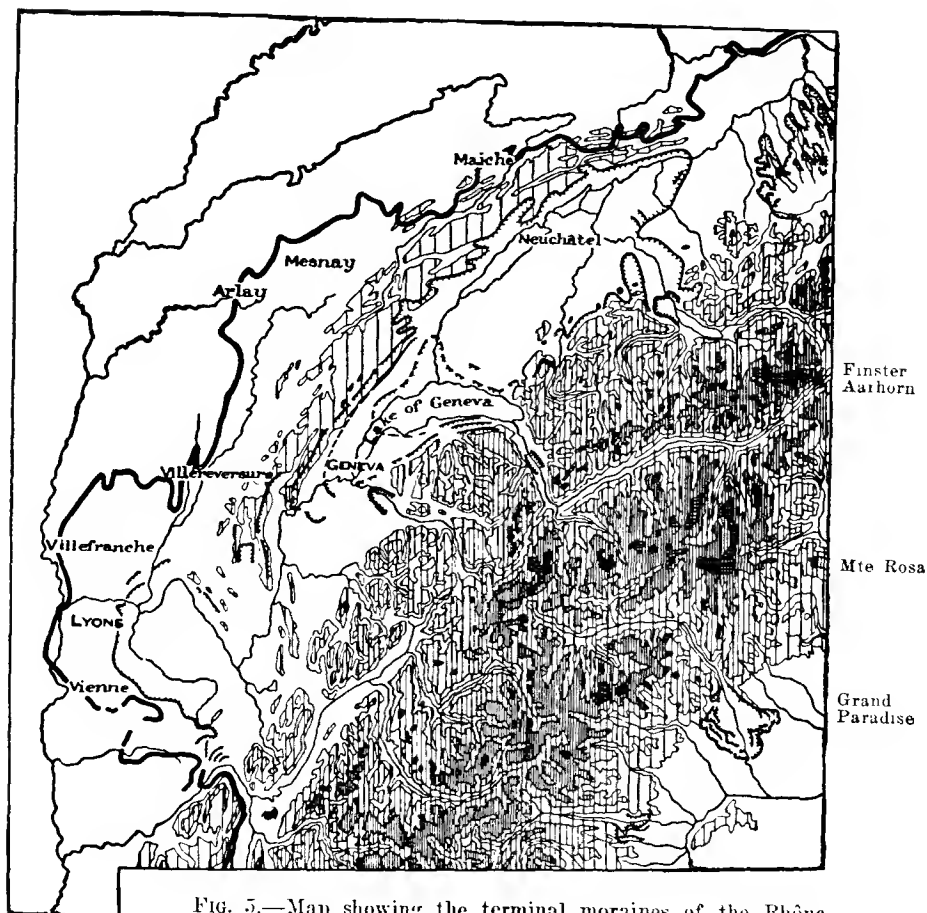 Maiche
Neuchâtel
Mesnay
Arlay
Finster
Aarhorn
Lake of Geneva
Villereversure
GENEVA
Villefranche
Mte Rosa
LYONS
Vienne
Grand
Paradise
FIG. 5.—Map showing the terminal moraines of the Rhône